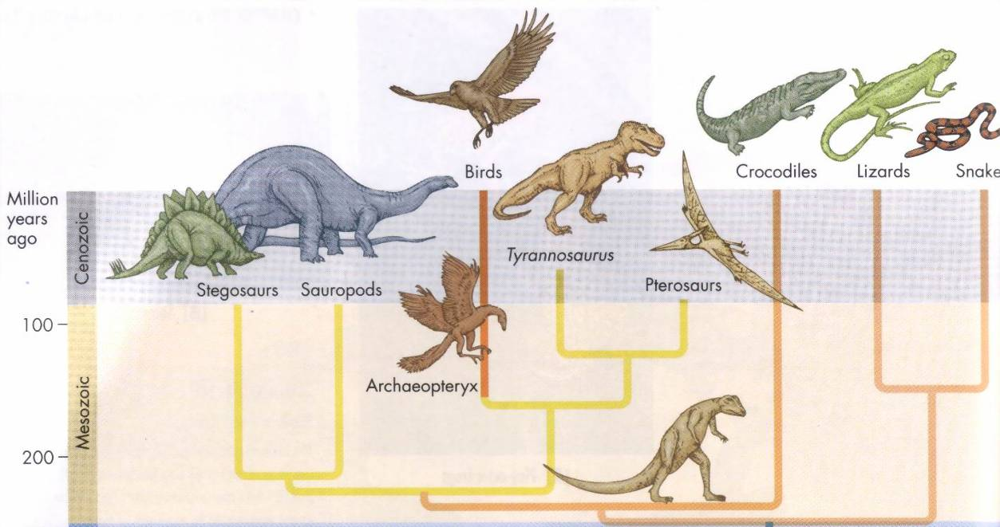 Birds
Crocodiles
Lizards
Snake
Million
years
ago
Cenozoic
Tyrannosaurus
Stegosaurs
Sauropods
Pterosaurs
100
Archaeopteryx
Mesozoic
200